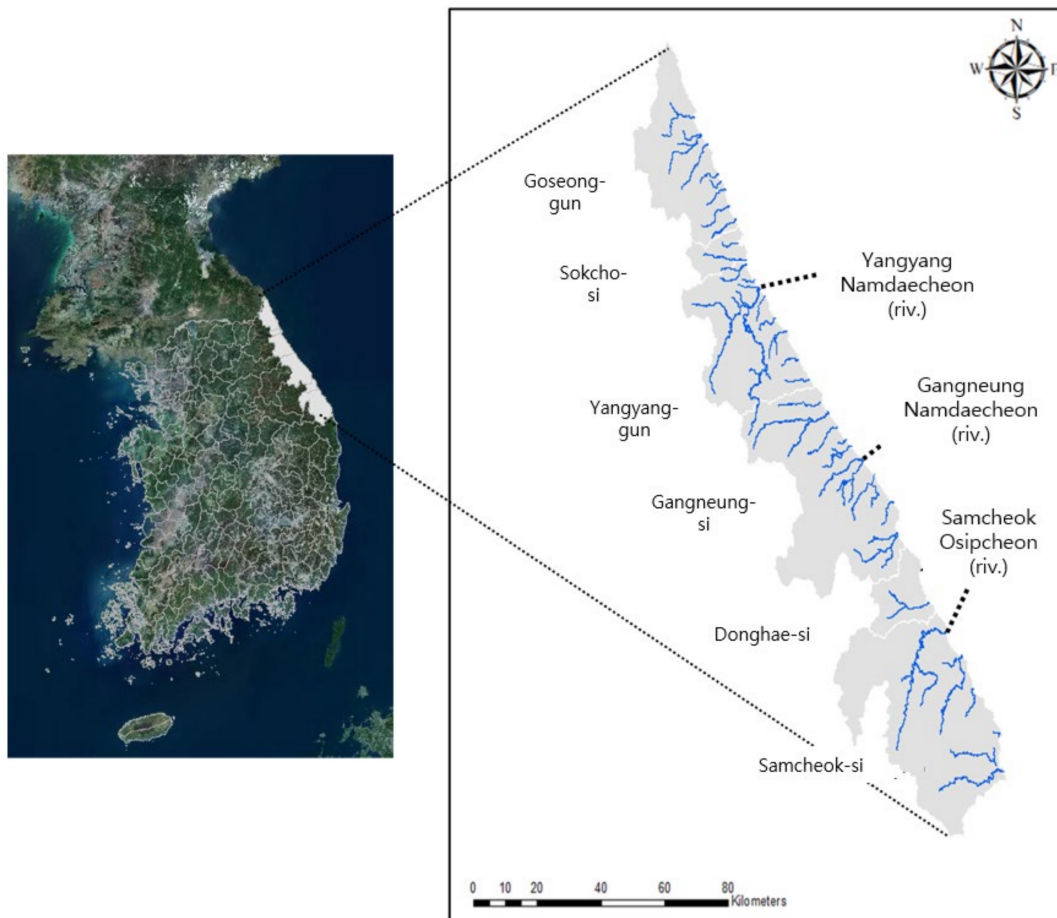 N
W
E
S
Goseong-
gun
Sokcho-
si
Yangyang
Namdaecheon
(riv.)
Yangyang-
gun
Gangneung
Namdaecheon
(riv.)
Gangneung-
si
Samcheok
Osipcheon
(riv.)
Donghae-si
Samcheok-si
0 10 20 40 60 80
Kilometers